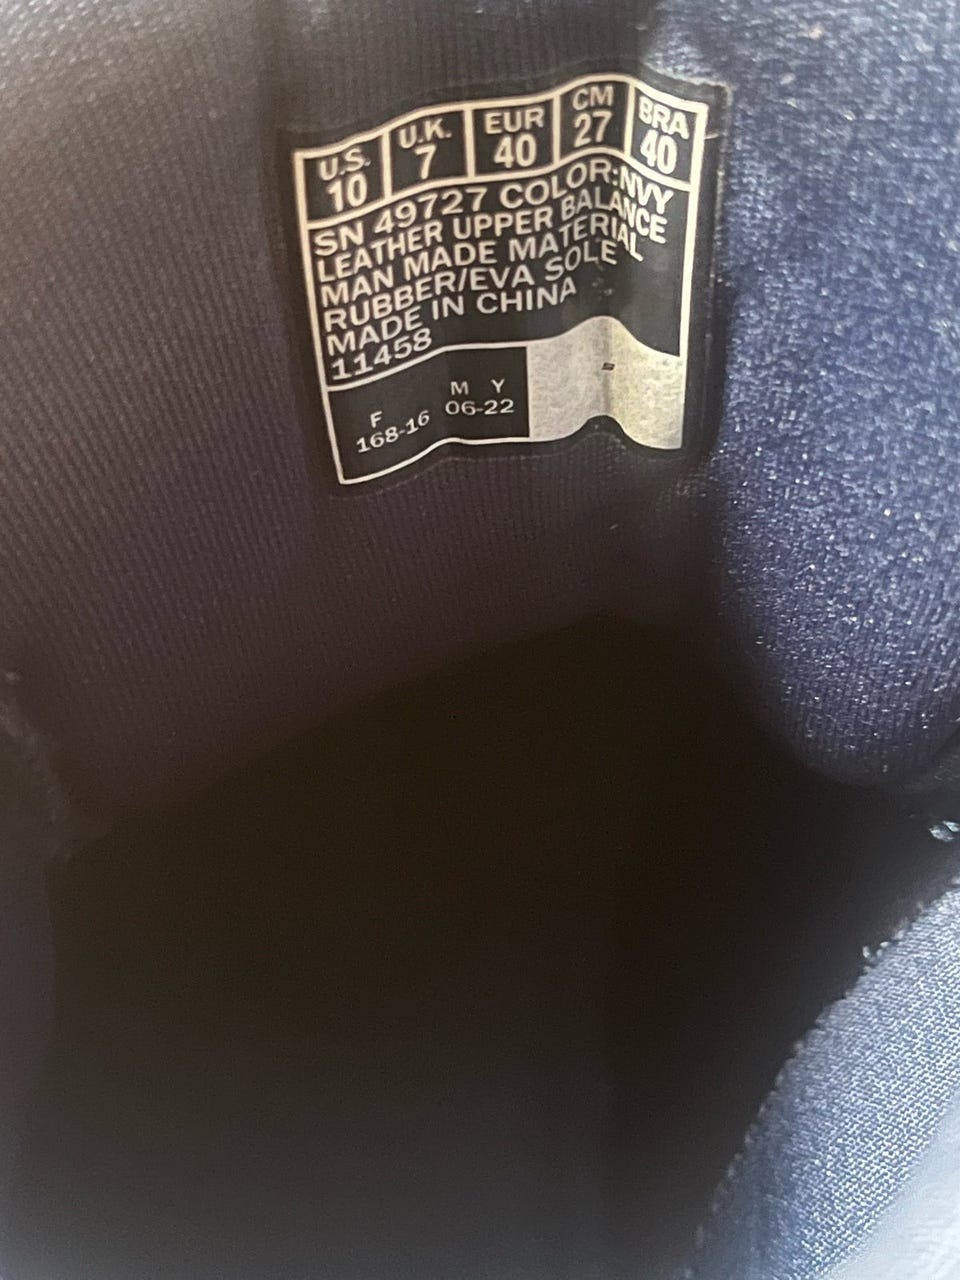 U.S. U.K. EUR CM BRA
10 7 40 27 40
SN 49727 COLOR:NVY
LEATHER UPPER BALANCE
MAN MADE MATERIAL
RUBBER/EVA SOLE
MADE IN CHINA
11458
F M Y
168-16 06-22